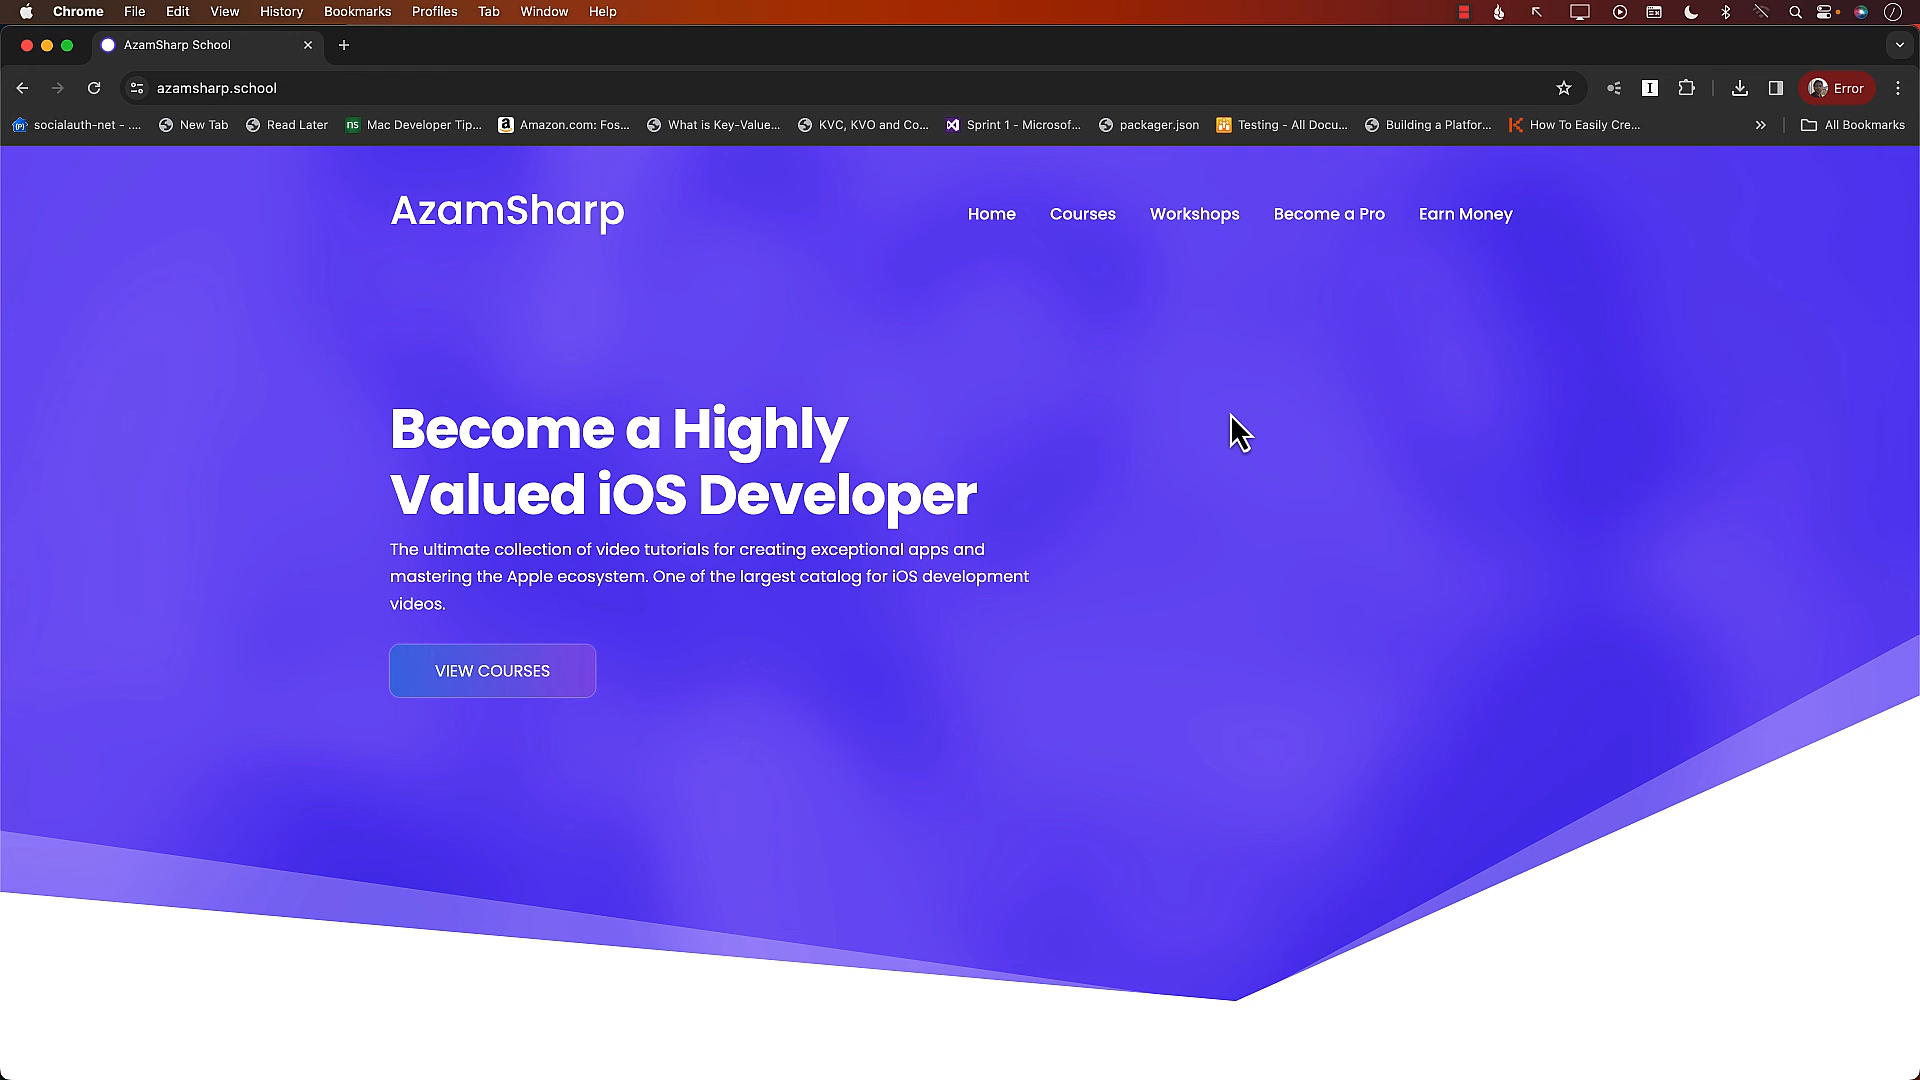 Chrome File Edit View History Bookmarks Profiles Tab Window Help
AzamSharp School
azamsharp.school
Error
socialauth-net - .... New Tab Read Later ns Mac Developer Tip... Amazon.com: Fos... What is Key-Value... KVC, KVO and Co... Sprint 1 - Microsof... packager.json Testing - All Docu... Building a Platfor... How To Easily Cre... All Bookmarks
AzamSharp
Home Courses Workshops Become a Pro Earn Money
Become a Highly
Valued iOS Developer
The ultimate collection of video tutorials for creating exceptional apps and
mastering the Apple ecosystem. One of the largest catalog for iOS development
videos.
VIEW COURSES